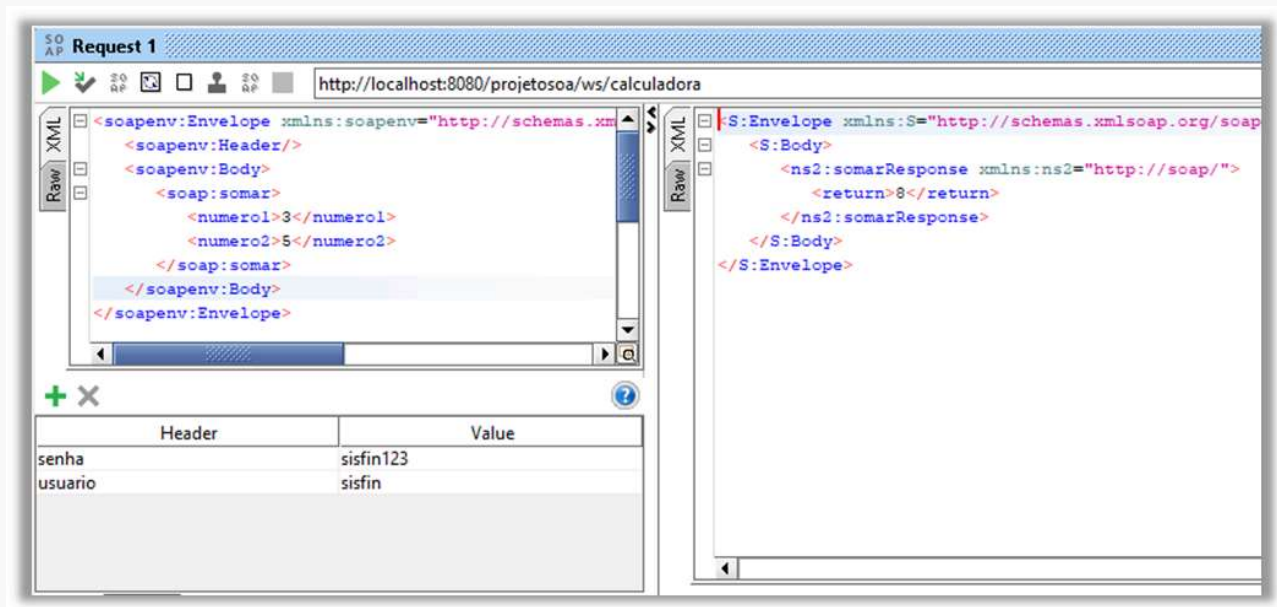 SOAP Request 1
SOAP SOAP http://localhost:8080/projetosoa/ws/calculadora
XML
Raw
<soapenv:Envelope xmlns:soapenv="http://schemas.xm
<soapenv:Header/>
<soapenv:Body>
<soap:somar>
<numero1>3</numero1>
<numero2>5</numero2>
</soap:somar>
</soapenv:Body>
</soapenv:Envelope>
Header Value
senha sisfin123
usuario sisfin
XML
Raw
<S:Envelope xmlns:S="http://schemas.xmlsoap.org/soap
<S:Body>
<ns2:somarResponse xmlns:ns2="http://soap/">
<return>8</return>
</ns2:somarResponse>
</S:Body>
</S:Envelope>